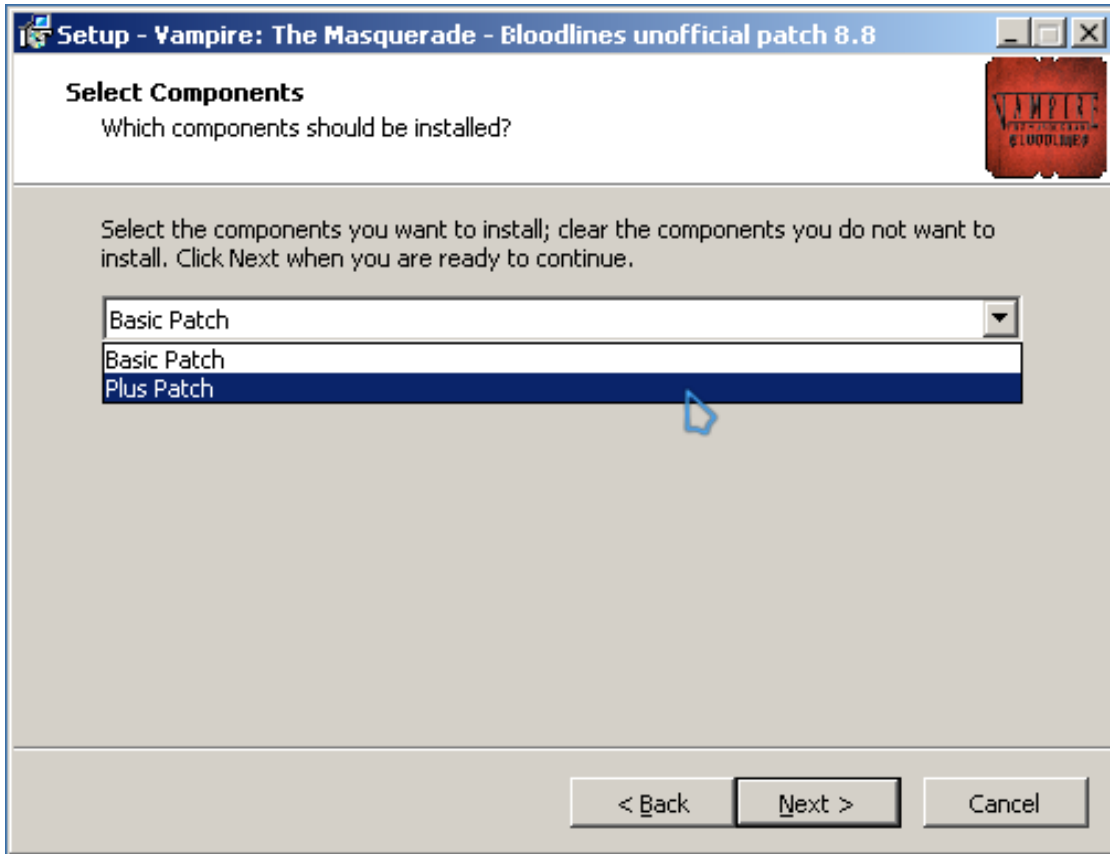 Setup - Vampire: The Masquerade - Bloodlines unofficial patch 8.8
Select Components
Which components should be installed?
VAMPIRE
BLOODLINES
Select the components you want to install; clear the components you do not want to
install. Click Next when you are ready to continue.
Basic Patch
Basic Patch
Plus Patch
< Back
Next >
Cancel